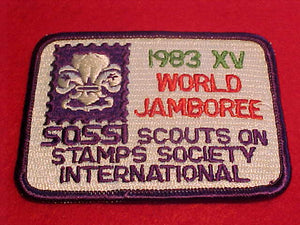 1983 XV
WORLD
JAMBOREE
SOSSI SCOUTS ON
STAMPS SOCIETY
INTERNATIONAL